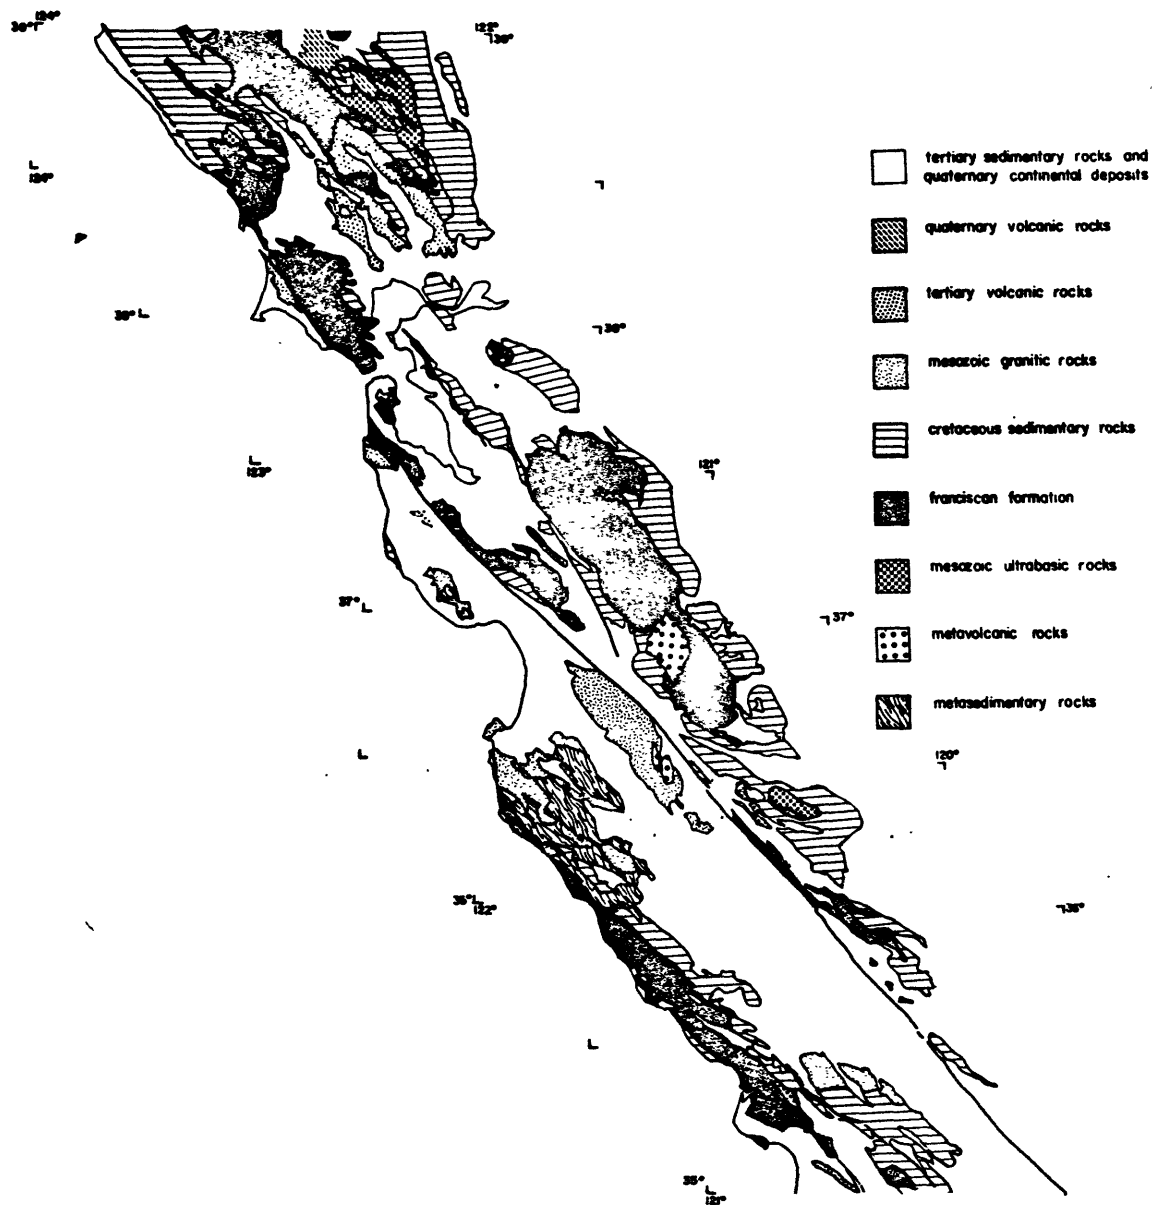 124°
39°
122°
39°
124°
38°
38°
123°
121°
37°
37°
120°
36°
122°
36°
35°
121°
tertiary sedimentary rocks and
quaternary continental deposits
quaternary volcanic rocks
tertiary volcanic rocks
mesozoic granitic rocks
cretaceous sedimentary rocks
franciscan formation
mesozoic ultrabasic rocks
metavolcanic rocks
metasedimentary rocks